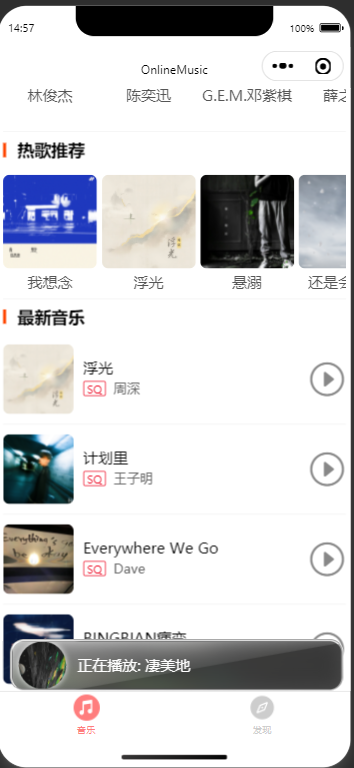 14:57
100%
OnlineMusic
林俊杰
陈奕迅
G.E.M.邓紫棋
薛之
热歌推荐
我想念
浮光
悬溺
还是会
最新音乐
浮光
SQ 周深
计划里
SQ 王子明
Everywhere We Go
SQ Dave
BINGBIAN病变
正在播放: 凄美地
音乐
发现